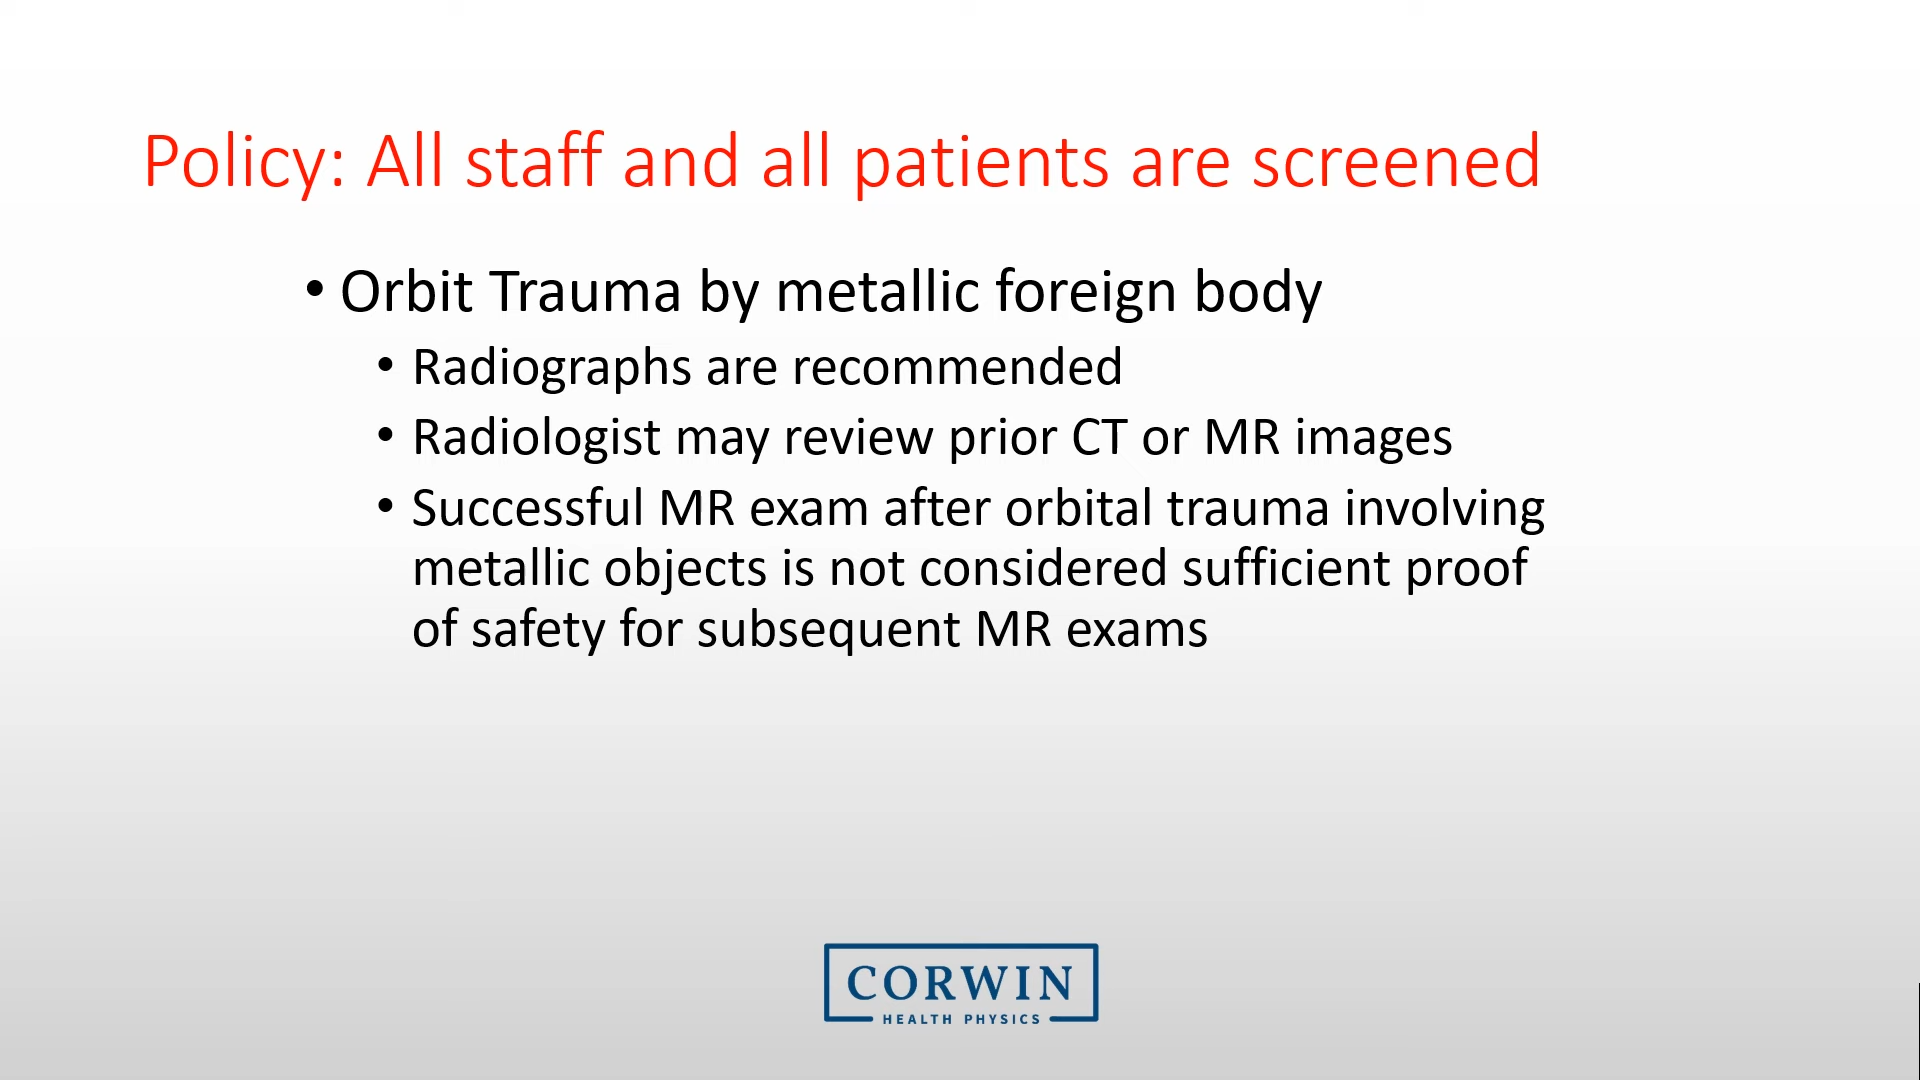 Policy: All staff and all patients are screened
• Orbit Trauma by metallic foreign body
• Radiographs are recommended
• Radiologist may review prior CT or MR images
• Successful MR exam after orbital trauma involving
metallic objects is not considered sufficient proof
of safety for subsequent MR exams
CORWIN
HEALTH PHYSICS